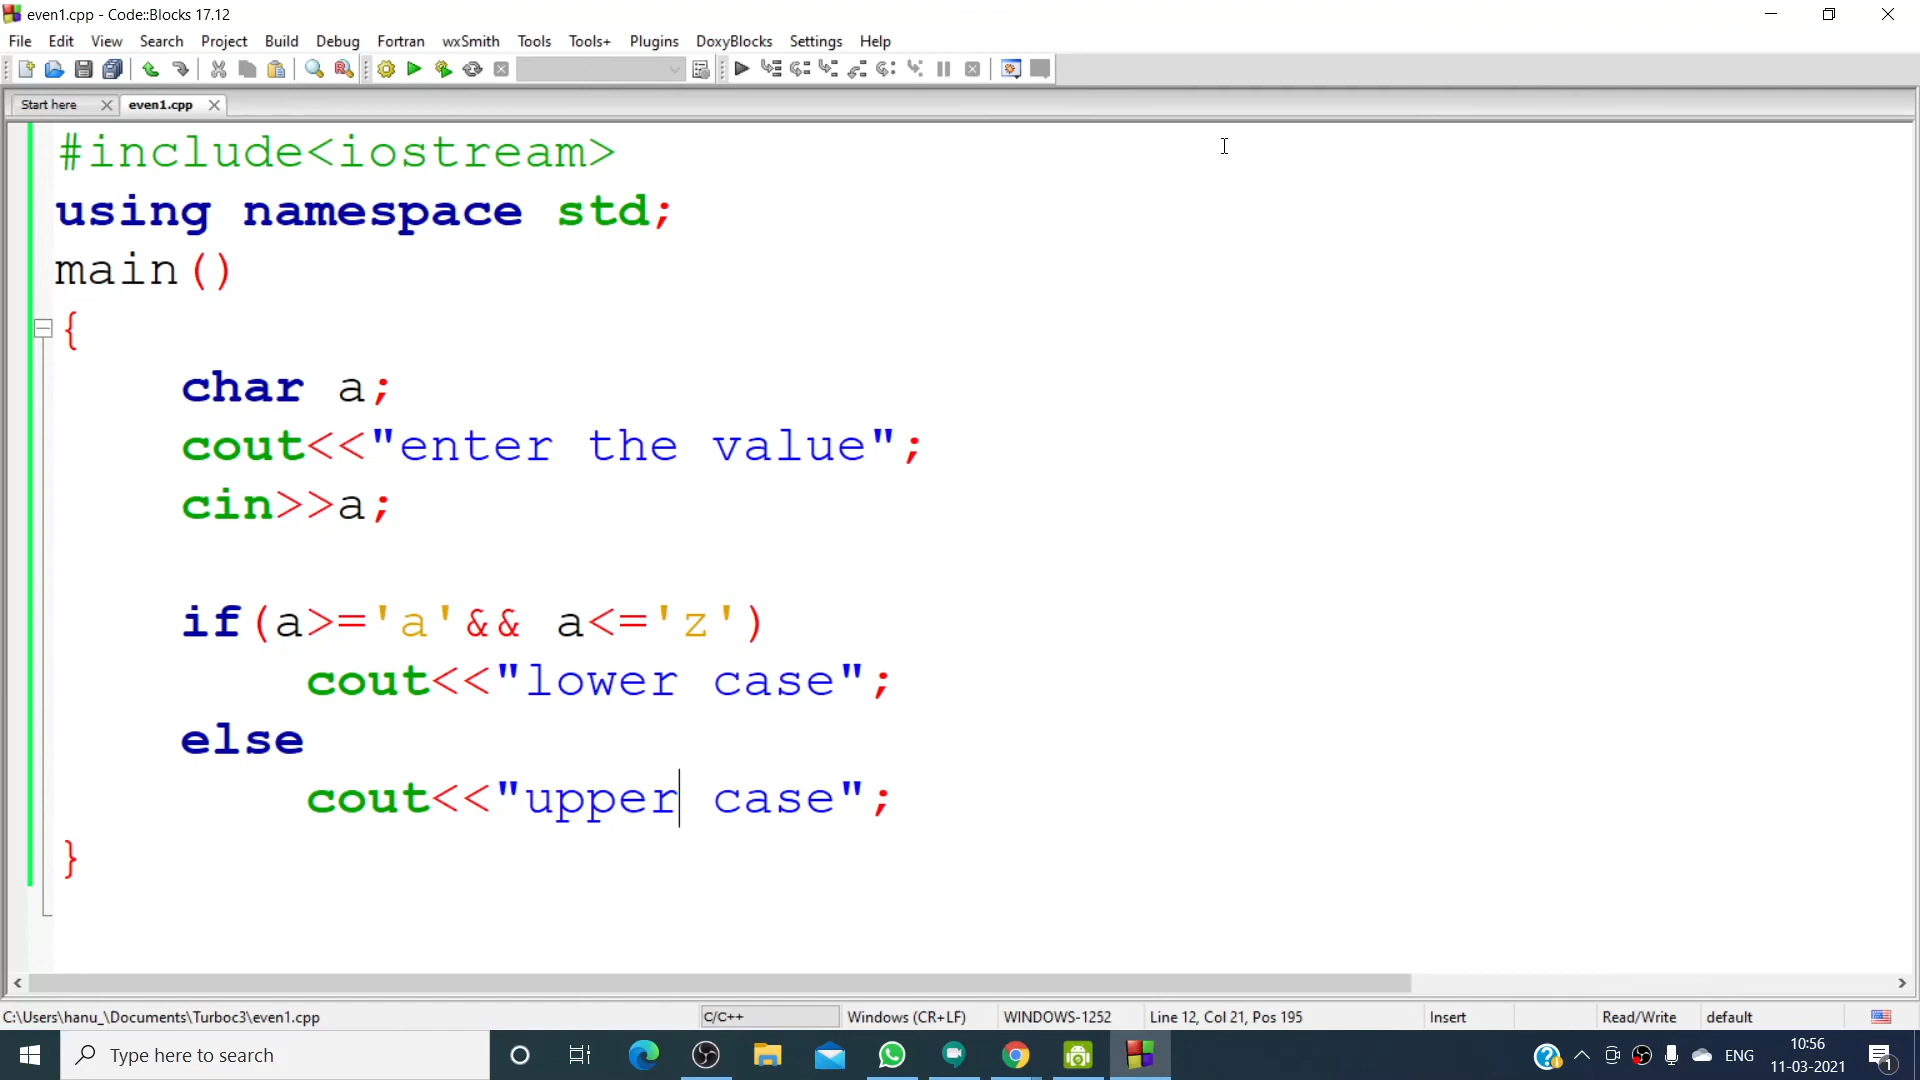 even1.cpp - Code::Blocks 17.12
File Edit View Search Project Build Debug Fortran wxSmith Tools Tools+ Plugins DoxyBlocks Settings Help
Start here even1.cpp
#include<iostream>
using namespace std;
main()
{
char a;
cout<<"enter the value";
cin>>a;
if(a>='a'&& a<='z')
cout<<"lower case";
else
cout<<"upper case";
}
C:\Users\hanu_\Documents\Turboc3\even1.cpp C/C++ Windows (CR+LF) WINDOWS-1252 Line 12, Col 21, Pos 195 Insert Read/Write default
Type here to search ENG 10:56
11-03-2021 1